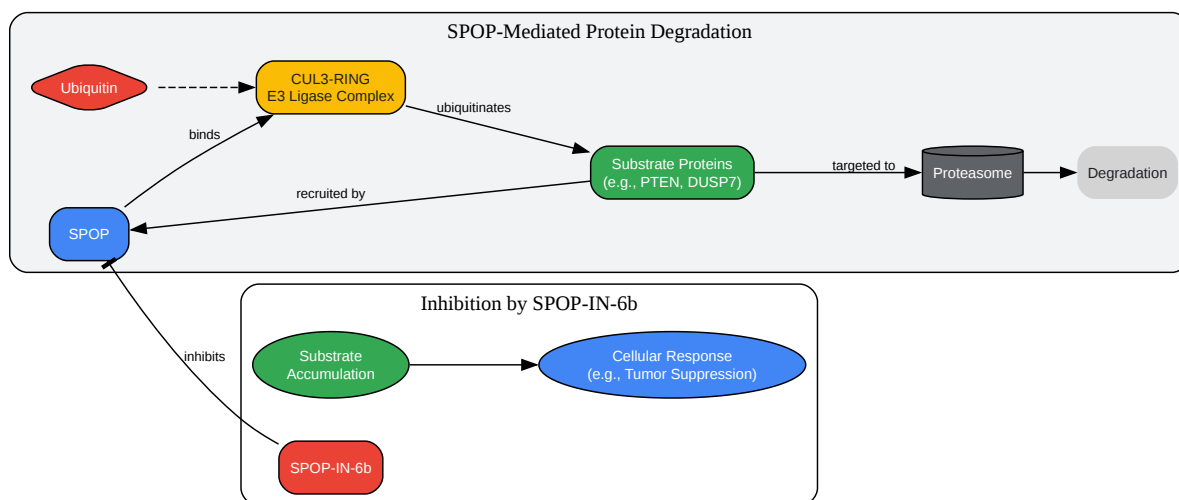 SPOP-Mediated Protein Degradation
Ubiquitin
CUL3-RING
E3 Ligase Complex
ubiquitinates
binds
Substrate Proteins
(e.g., PTEN, DUSP7)
targeted to
Proteasome
Degradation
recruited by
SPOP
Inhibition by SPOP-IN-6b
inhibits
Substrate
Accumulation
Cellular Response
(e.g., Tumor Suppression)
SPOP-IN-6b